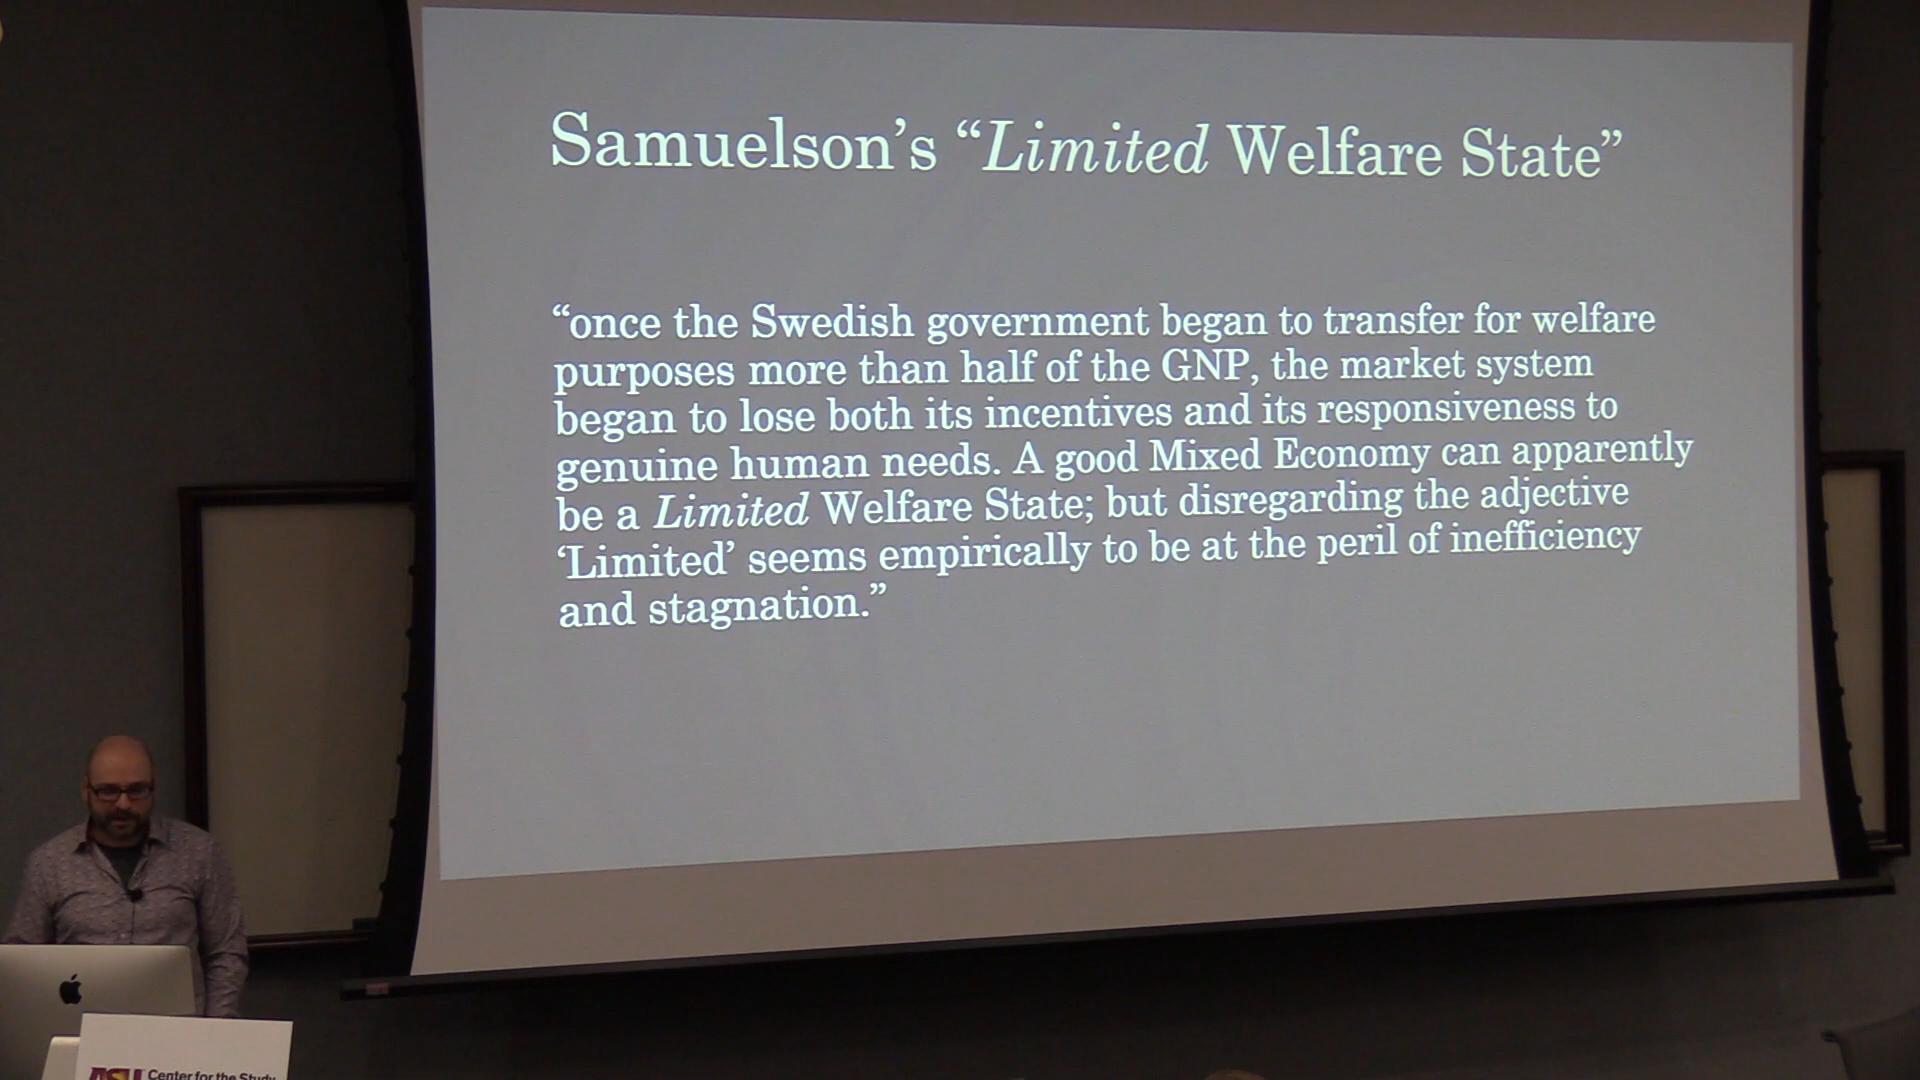 Samuelson’s “Limited Welfare State”
“once the Swedish government began to transfer for welfare
purposes more than half of the GNP, the market system
began to lose both its incentives and its responsiveness to
genuine human needs. A good Mixed Economy can apparently
be a Limited Welfare State; but disregarding the adjective
‘Limited’ seems empirically to be at the peril of inefficiency
and stagnation.”
ASU Center for the Study